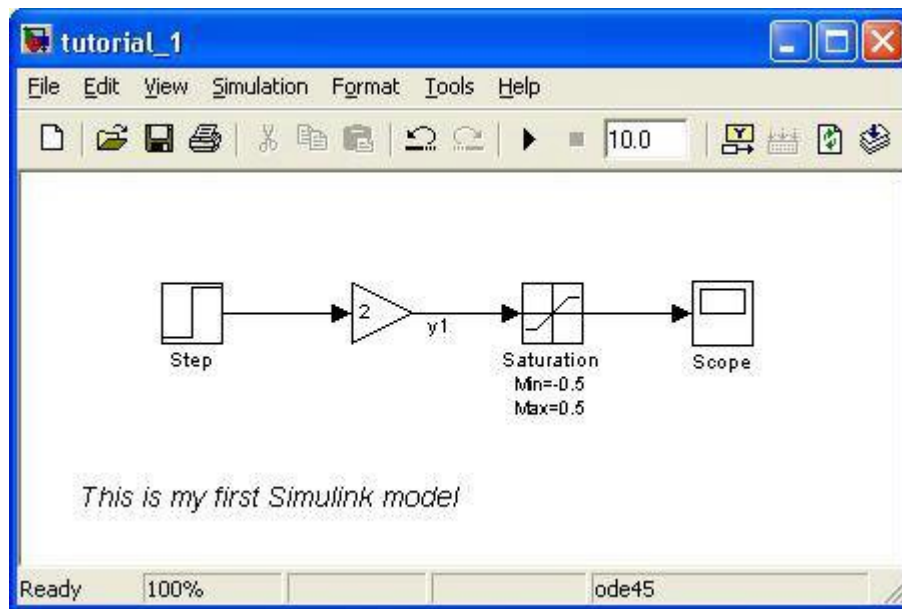 tutorial_1
File Edit View Simulation Format Tools Help
10.0
Y
2
y1
Step
Saturation
Scope
Min=-0.5
Max=0.5
This is my first Simulink model
Ready 100% ode45